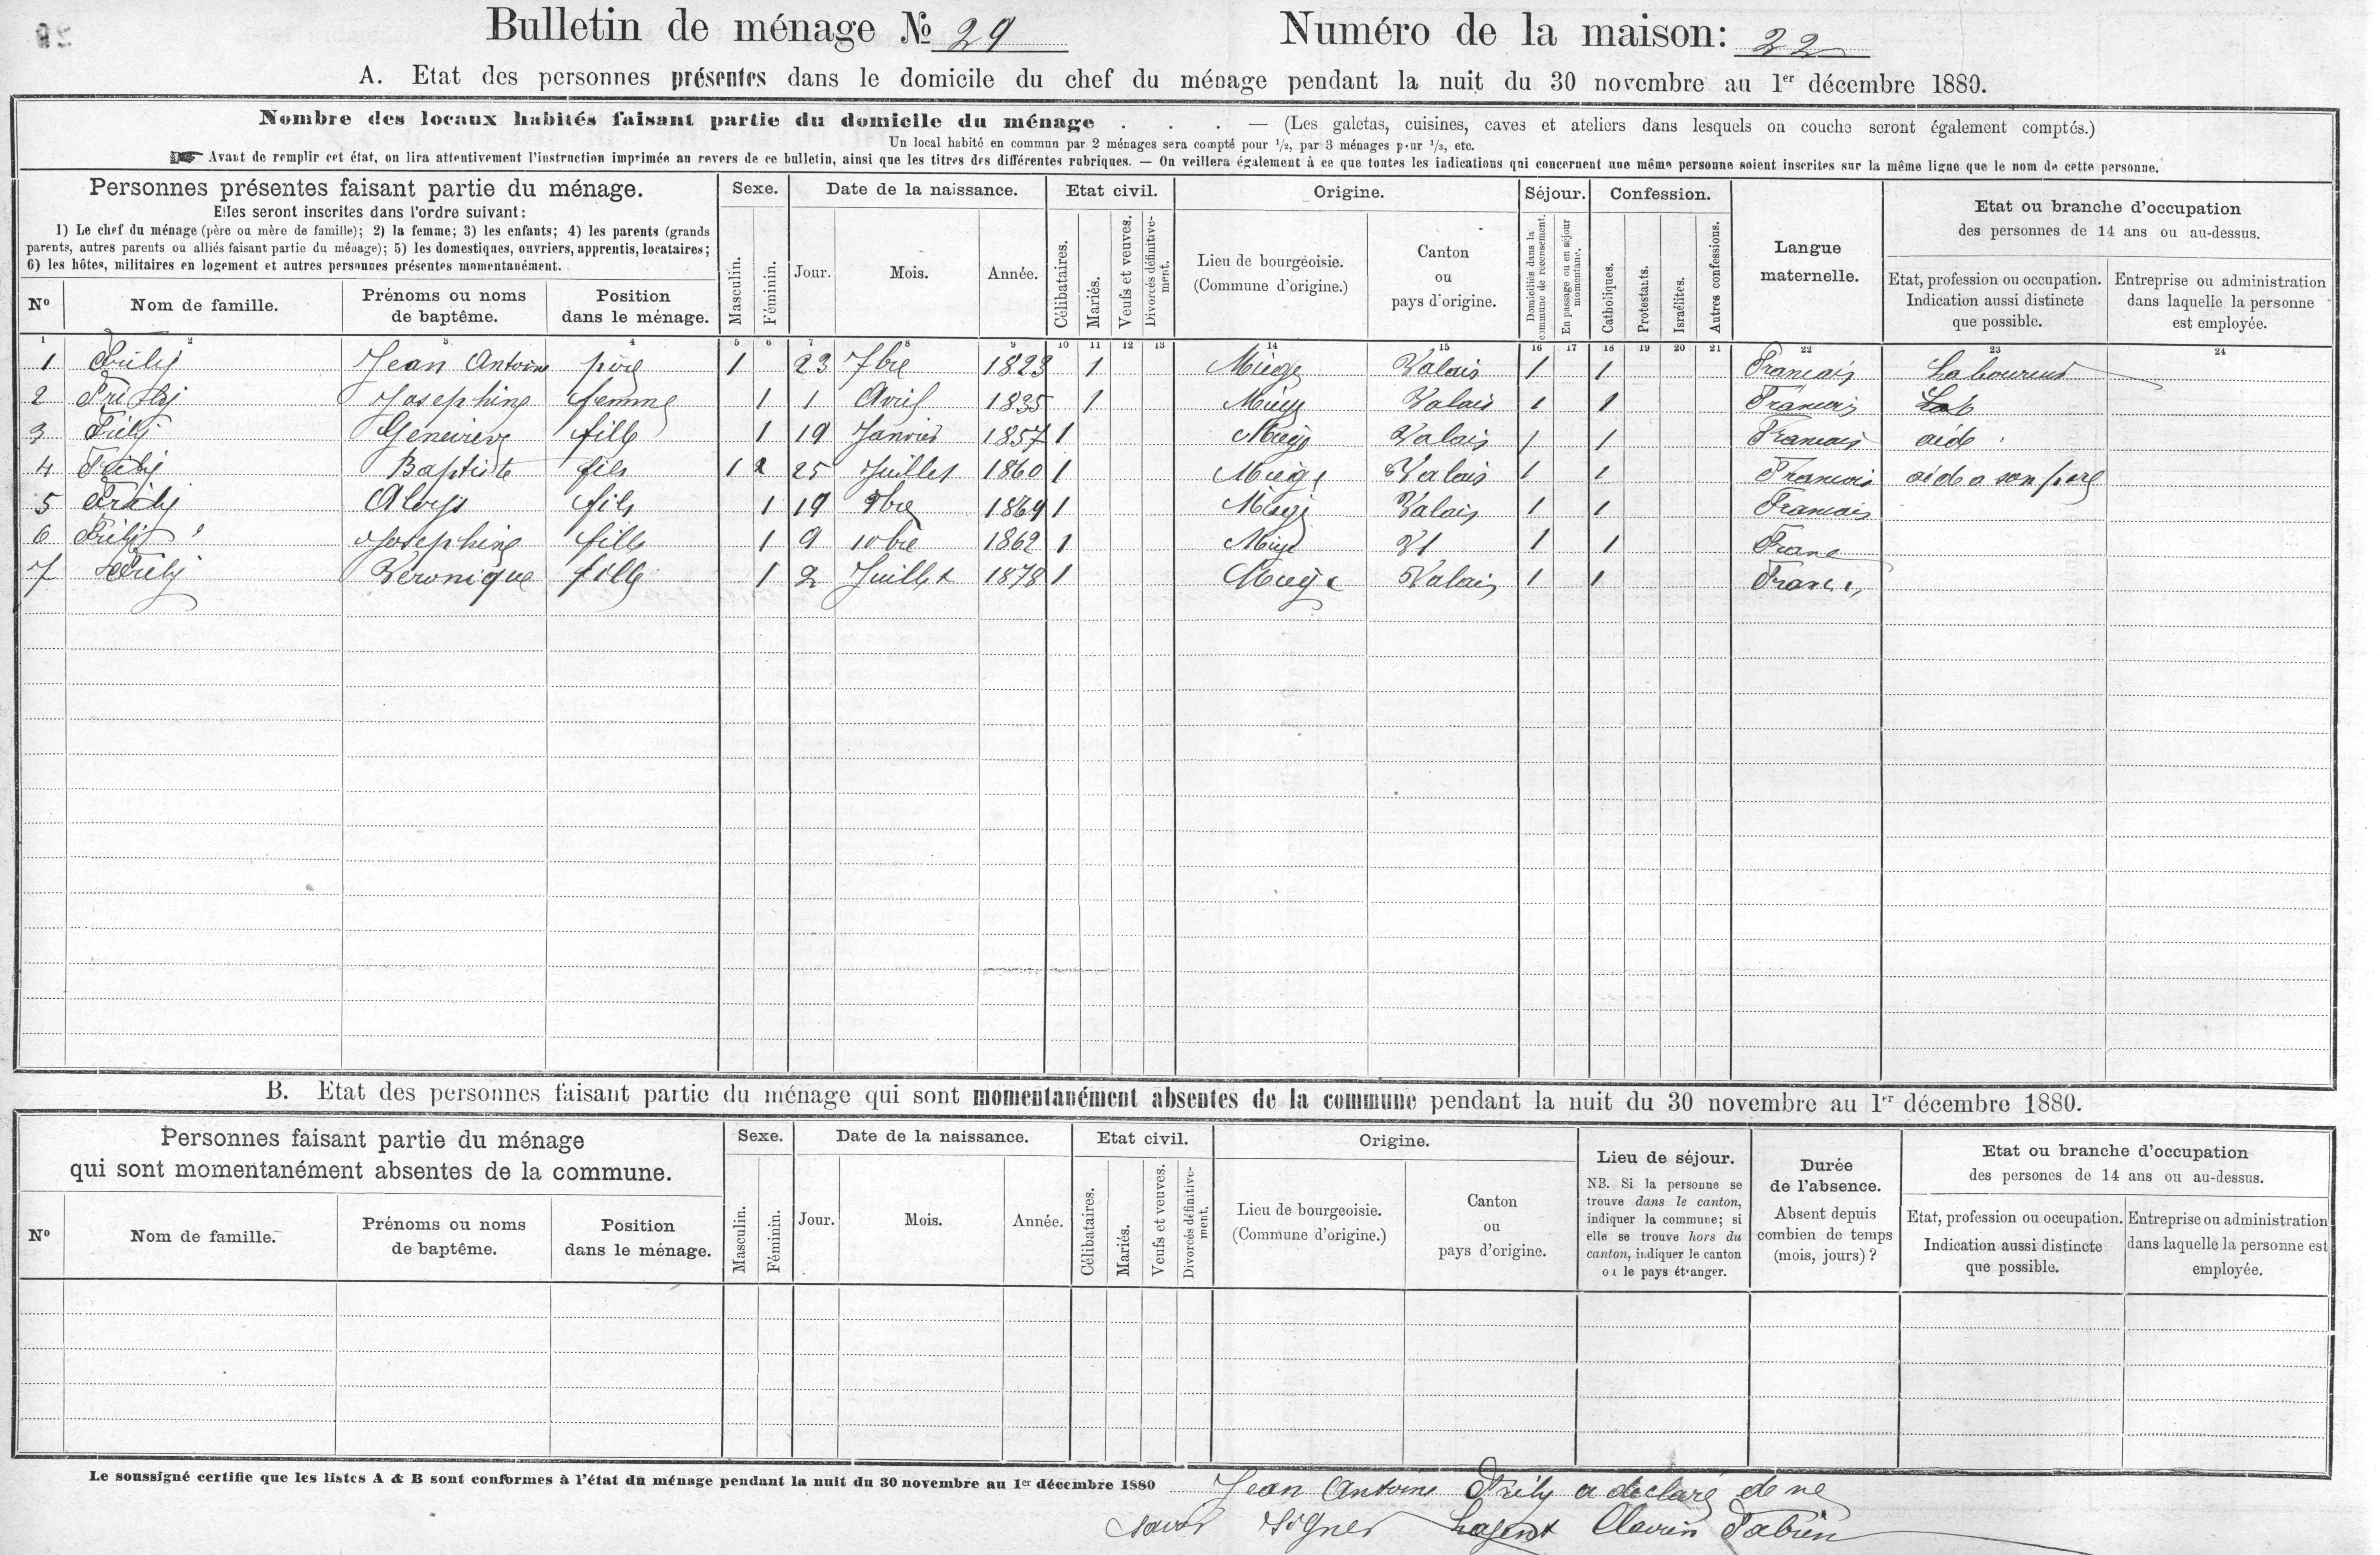 Bulletin de ménage No 29 Numéro de la maison: 22
A. Etat des personnes présentes dans le domicile du chef du ménage pendant la nuit du 30 novembre au 1er décembre 1880.
Nombre des locaux habités faisant partie du domicile du ménage . . . — (Les galetas, cuisines, caves et ateliers dans lesquels on couche seront également comptés.)
Un local habité en commun par 2 ménages sera compté pour 1/2, par 3 ménages pour 1/3, etc.
Avant de remplir cet état, on lira attentivement l'instruction imprimée au revers de ce bulletin, ainsi que les titres des différentes rubriques. — On veillera également à ce que toutes les indications qui concernent une même personne soient inscrites sur la même ligne que le nom de cette personne.
Personnes présentes faisant partie du ménage.
Elles seront inscrites dans l'ordre suivant:
1) Le chef du ménage (père ou mère de famille); 2) la femme; 3) les enfants; 4) les parents (grands
parents, autres parents ou alliés faisant partie du ménage); 5) les domestiques, ouvriers, apprentis, locataires;
6) les hôtes, militaires en logement et autres personnes présentes momentanément.
No Nom de famille. Prénoms ou noms de baptême. Position dans le ménage.
Sexe. Masculin. Féminin.
Date de la naissance. Jour. Mois. Année.
Etat civil. Célibataires. Mariés. Veufs et veuves. Divorcés définitivement.
Origine. Lieu de bourgeoisie. (Commune d'origine.) Canton ou pays d'origine.
Séjour. Domiciliés dans la commune de recensement. En passage ou en séjour momentané.
Confession. Catholiques. Protestants. Israélites. Autres confessions.
Langue maternelle.
Etat ou branche d'occupation des personnes de 14 ans ou au-dessus.
Etat, profession ou occupation. Indication aussi distincte que possible.
Entreprise ou administration dans laquelle la personne est employée.
1 2 3 4 5 6 7 8 9 10 11 12 13 14 15 16 17 18 19 20 21 22 23 24
1 Frily Jean Antoine père 1 23 7bre 1823 1 Miège Valais 1 1 Francais Laboureur
2 Frily Josephine femme 1 1 Avril 1835 1 Miège Valais 1 1 Francais Lab
3 Frily Genevieve fille 1 19 Janvier 1857 1 Miège Valais 1 1 Francais aide
4 Frily Baptiste fils 1 2 25 Juillet 1860 1 Miège Valais 1 1 Francais aide a son père
5 Frily Aloys fils 1 19 9bre 1869 1 Miège Valais 1 1 Francais
6 Frily Josephine fille 1 9 10bre 1862 1 Miège Vl 1 1 Franc
7 Frily Veronique fille 1 2 Juillet 1878 1 Miège Valais 1 1 Franc
B. Etat des personnes faisant partie du ménage qui sont momentanément absentes de la commune pendant la nuit du 30 novembre au 1er décembre 1880.
Personnes faisant partie du ménage
qui sont momentanément absentes de la commune.
No Nom de famille. Prénoms ou noms de baptême. Position dans le ménage.
Sexe. Masculin. Féminin.
Date de la naissance. Jour. Mois. Année.
Etat civil. Célibataires. Mariés. Veufs et veuves. Divorcés définitivement.
Origine. Lieu de bourgeoisie. (Commune d'origine.) Canton ou pays d'origine.
Lieu de séjour.
NB. Si la personne se trouve dans le canton, indiquer la commune; si elle se trouve hors du canton, indiquer le canton ou le pays étranger.
Durée de l'absence. Absent depuis combien de temps (mois, jours)?
Etat ou branche d'occupation des persones de 14 ans ou au-dessus.
Etat, profession ou occupation. Indication aussi distincte que possible.
Entreprise ou administration dans laquelle la personne est employée.
Le soussigné certifie que les listes A & B sont conformes à l'état du ménage pendant la nuit du 30 novembre au 1er décembre 1880 Jean Antoine Frily a declaré de ne
savoir signer Lagent Clavien Fabien